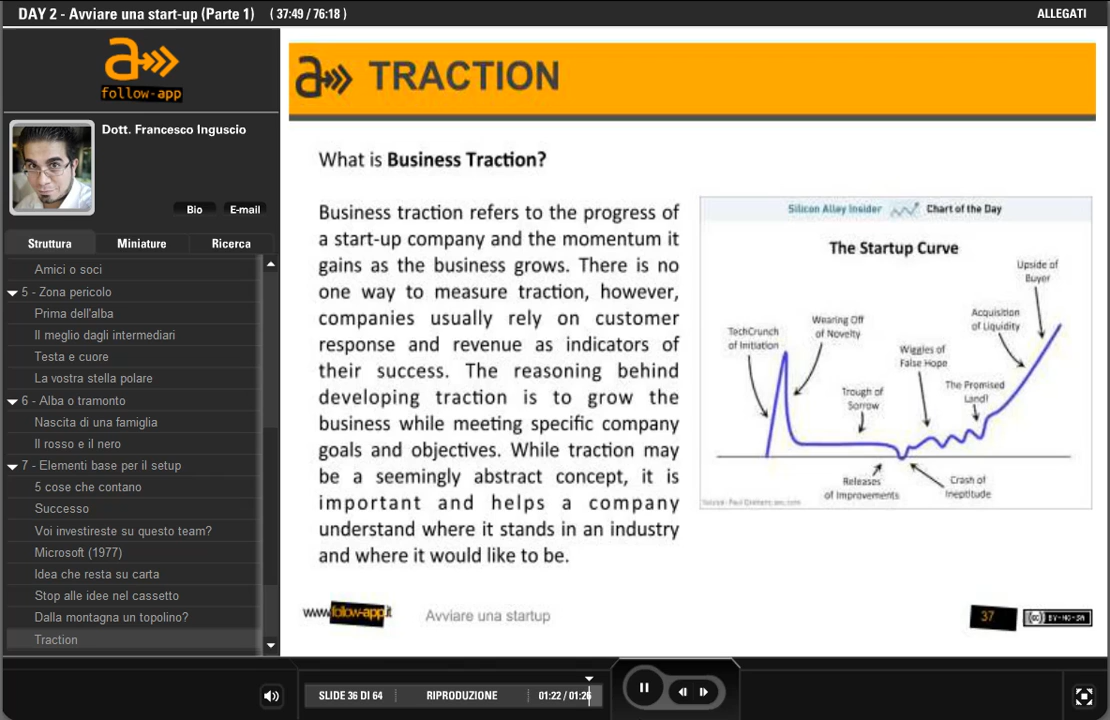 DAY 2 - Avviare una start-up (Parte 1) ( 37:49 / 76:18 )
ALLEGATI
follow-app
Dott. Francesco Inguscio
Bio
E-mail
Struttura
Miniature
Ricerca
Amici o soci
5 - Zona pericolo
Prima dell'alba
Il meglio dagli intermediari
Testa e cuore
La vostra stella polare
6 - Alba o tramonto
Nascita di una famiglia
Il rosso e il nero
7 - Elementi base per il setup
5 cose che contano
Successo
Voi investireste su questo team?
Microsoft (1977)
Idea che resta su carta
Stop alle idee nel cassetto
Dalla montagna un topolino?
Traction
TRACTION
What is Business Traction?
Business traction refers to the progress of
a start-up company and the momentum it
gains as the business grows. There is no
one way to measure traction, however,
companies usually rely on customer
response and revenue as indicators of
their success. The reasoning behind
developing traction is to grow the
business while meeting specific company
goals and objectives. While traction may
be a seemingly abstract concept, it is
important and helps a company
understand where it stands in an industry
and where it would like to be.
Silicon Alley Insider
Chart of the Day
The Startup Curve
TechCrunch
of Initiation
Wearing Off
of Novelty
Trough of
Sorrow
Releases
of Improvements
Wiggles of
False Hope
Crash of
Ineptitude
The Promised
Land!
Acquisition
of Liquidity
Upside of
Buyer
www.follow-app.it
Avviare una startup
37
(cc) BY-NC-SA
SLIDE 36 DI 64
RIPRODUZIONE
01:22 / 01:26